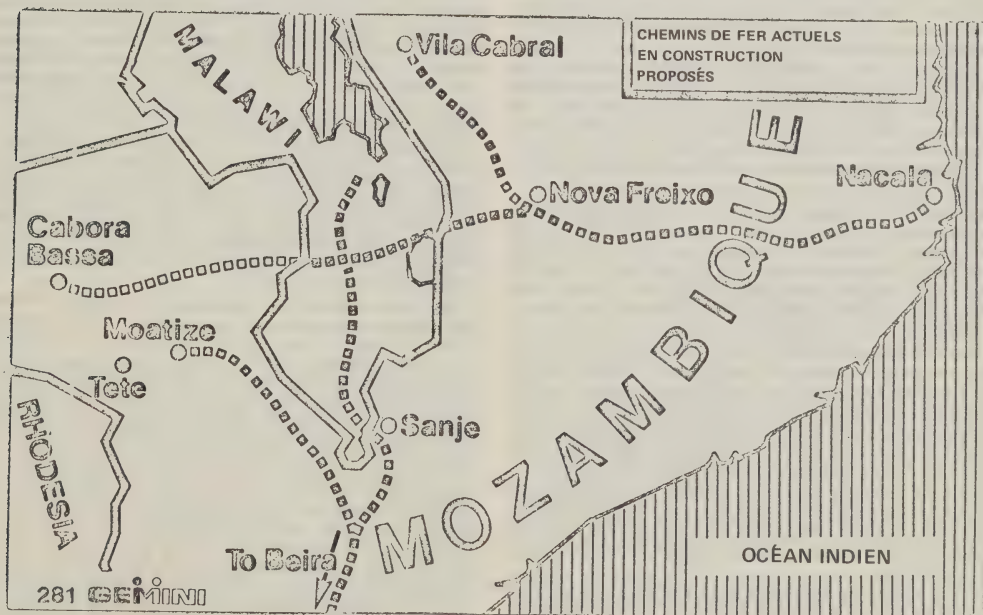 CHEMINS DE FER ACTUELS
EN CONSTRUCTION
PROPOSÉS
MALAWI
Vila Cabral
Nova Freixo
Nacala
Cabora
Bassa
Moatize
Tete
Sanje
RHODESIA
MOZAMBIQUE
To Beira
OCÉAN INDIEN
281 GEMINI